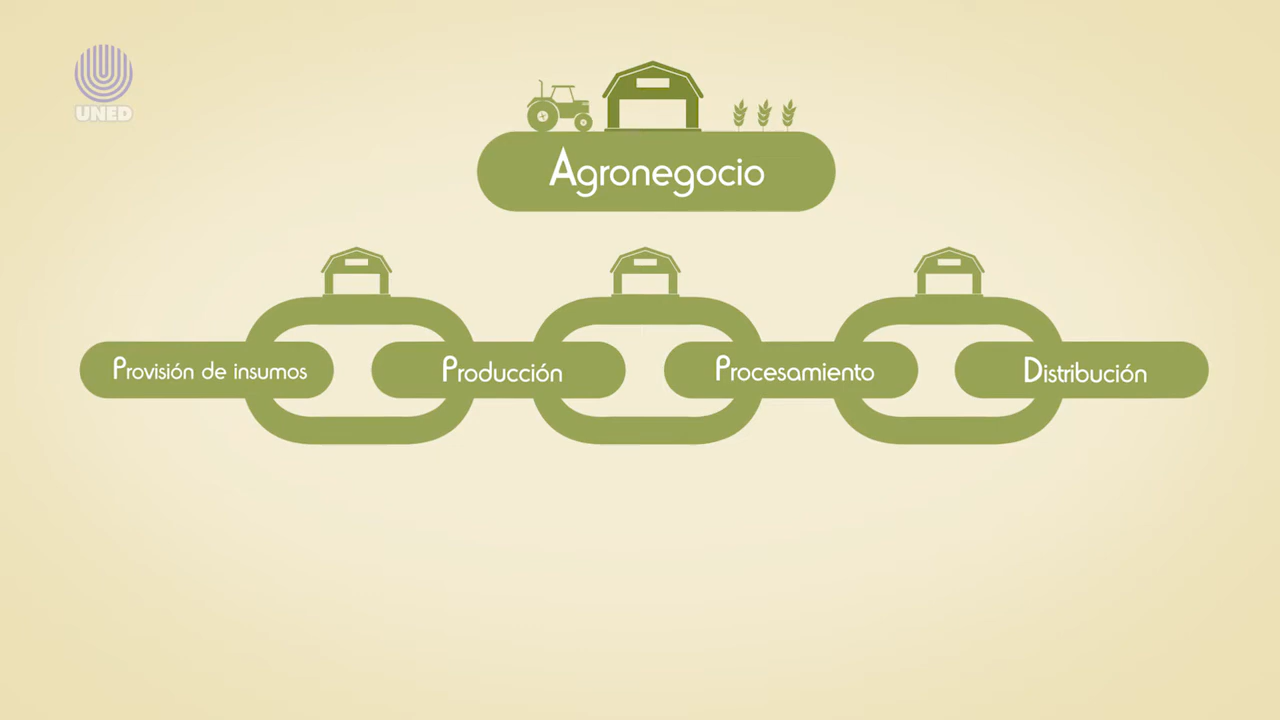 UNED
Agronegocio
Provisión de insumos
Producción
Procesamiento
Distribución